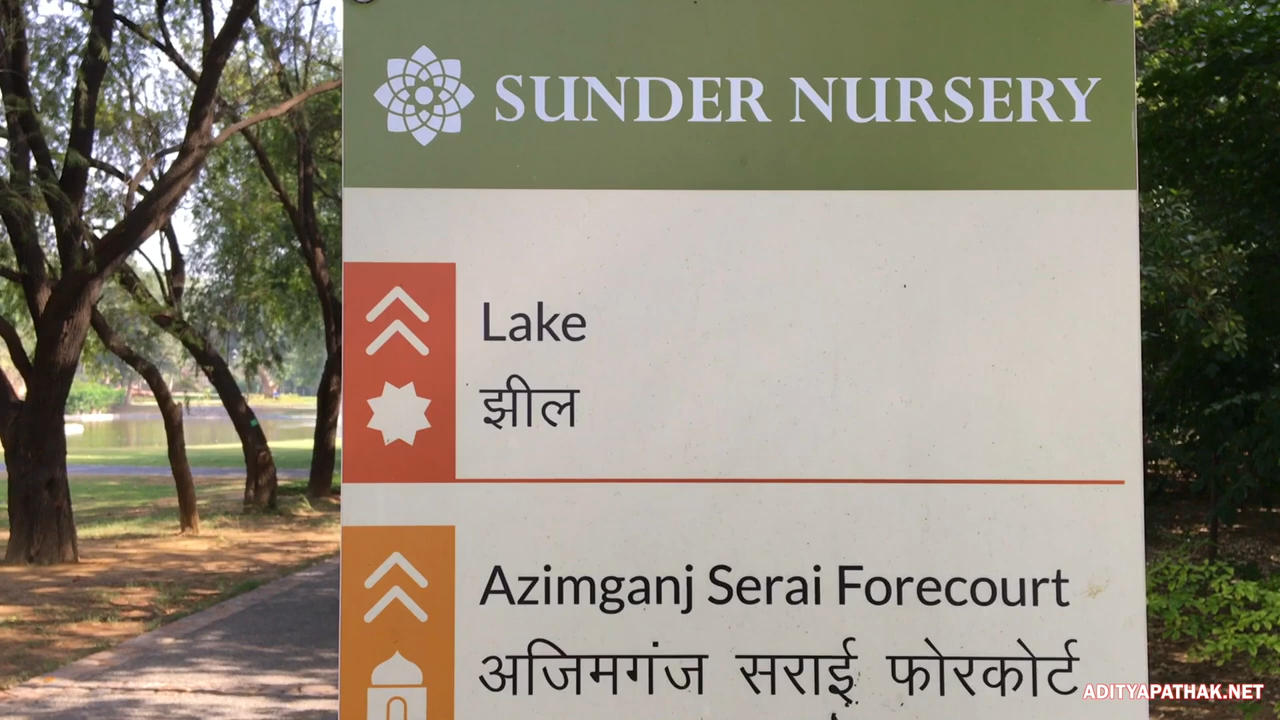 SUNDER NURSERY
Lake
झील
Azimganj Serai Forecourt
अजिमगंज सराई फोरकोर्ट
ADITYAPATHAK.NET